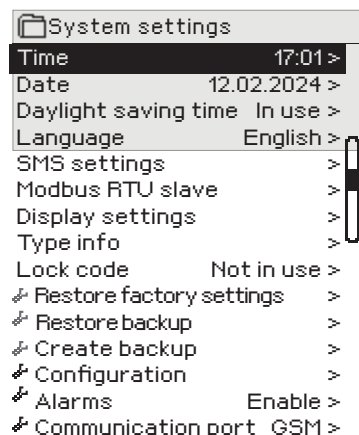 System settings
Time 17:01 >
Date 12.02.2024 >
Daylight saving time In use >
Language English >
SMS settings >
Modbus RTU slave >
Display settings >
Type info >
Lock code Not in use >
Restore factory settings >
Restore backup >
Create backup >
Configuration >
Alarms Enable >
Communication port GSM >